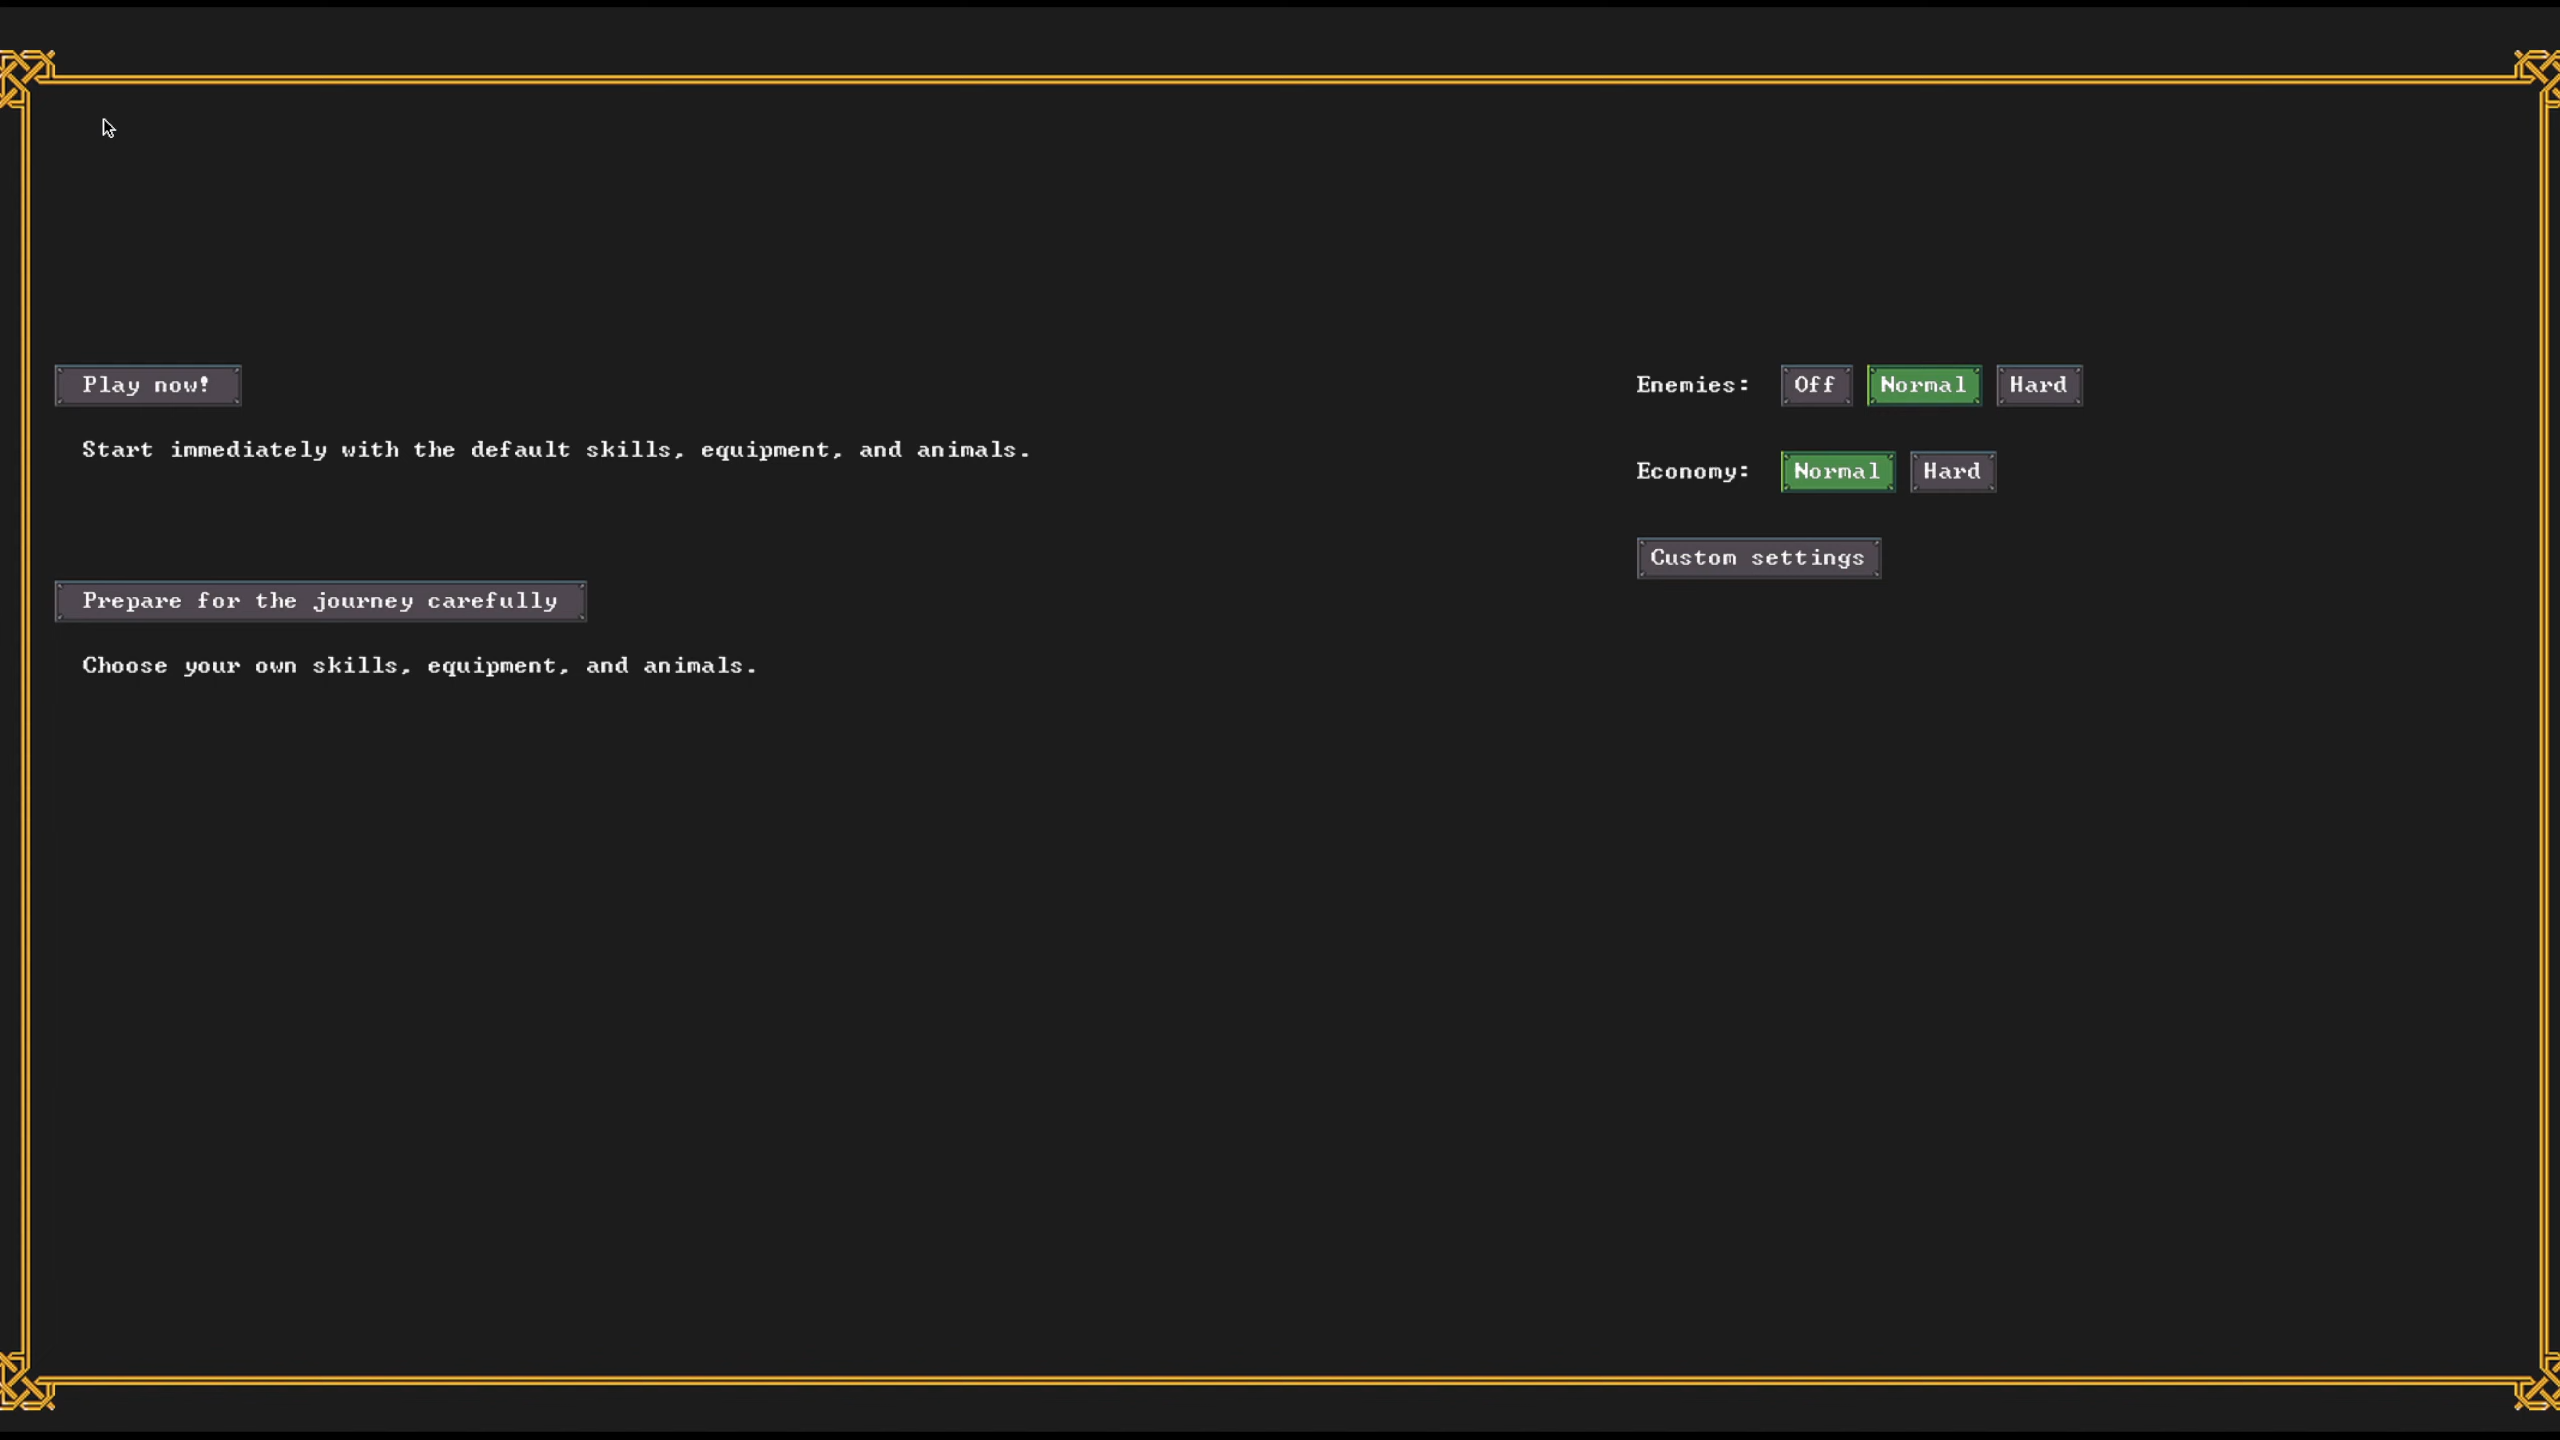 Play now!
Start immediately with the default skills, equipment, and animals.
Prepare for the journey carefully
Choose your own skills, equipment, and animals.
Enemies: Off Normal Hard
Economy: Normal Hard
Custom settings